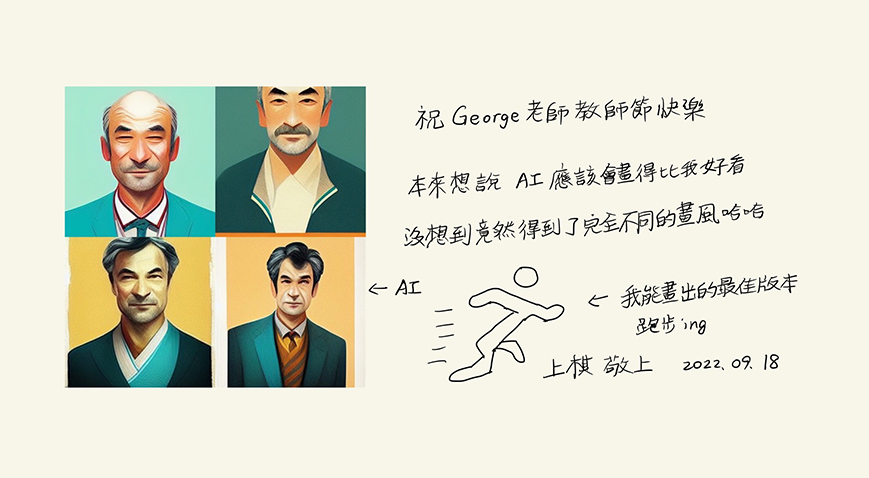 祝 George 老師教師節快樂
本來想說 AI 應該會畫得比我好看
沒想到竟然得到了完全不同的畫風哈哈
← AI
← 我能畫出的最佳版本
跑步ing
上棋 敬上 2022.09.18